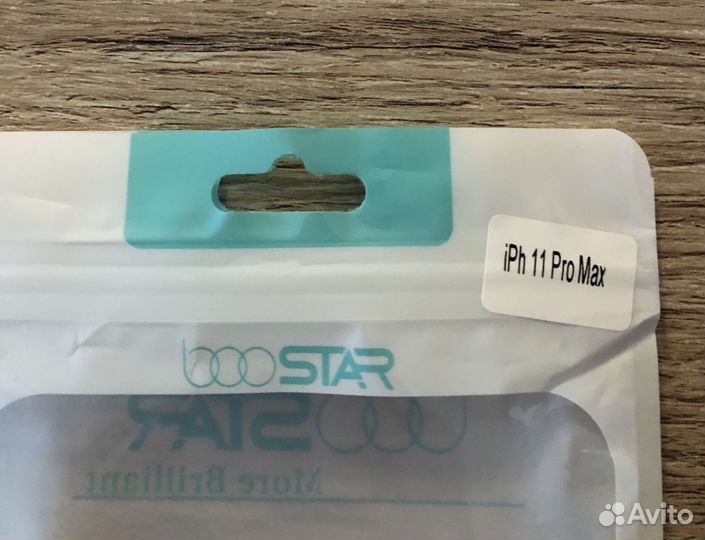 iPh 11 Pro Max
booSTAR
booSTAR
More Brilliant
Avito